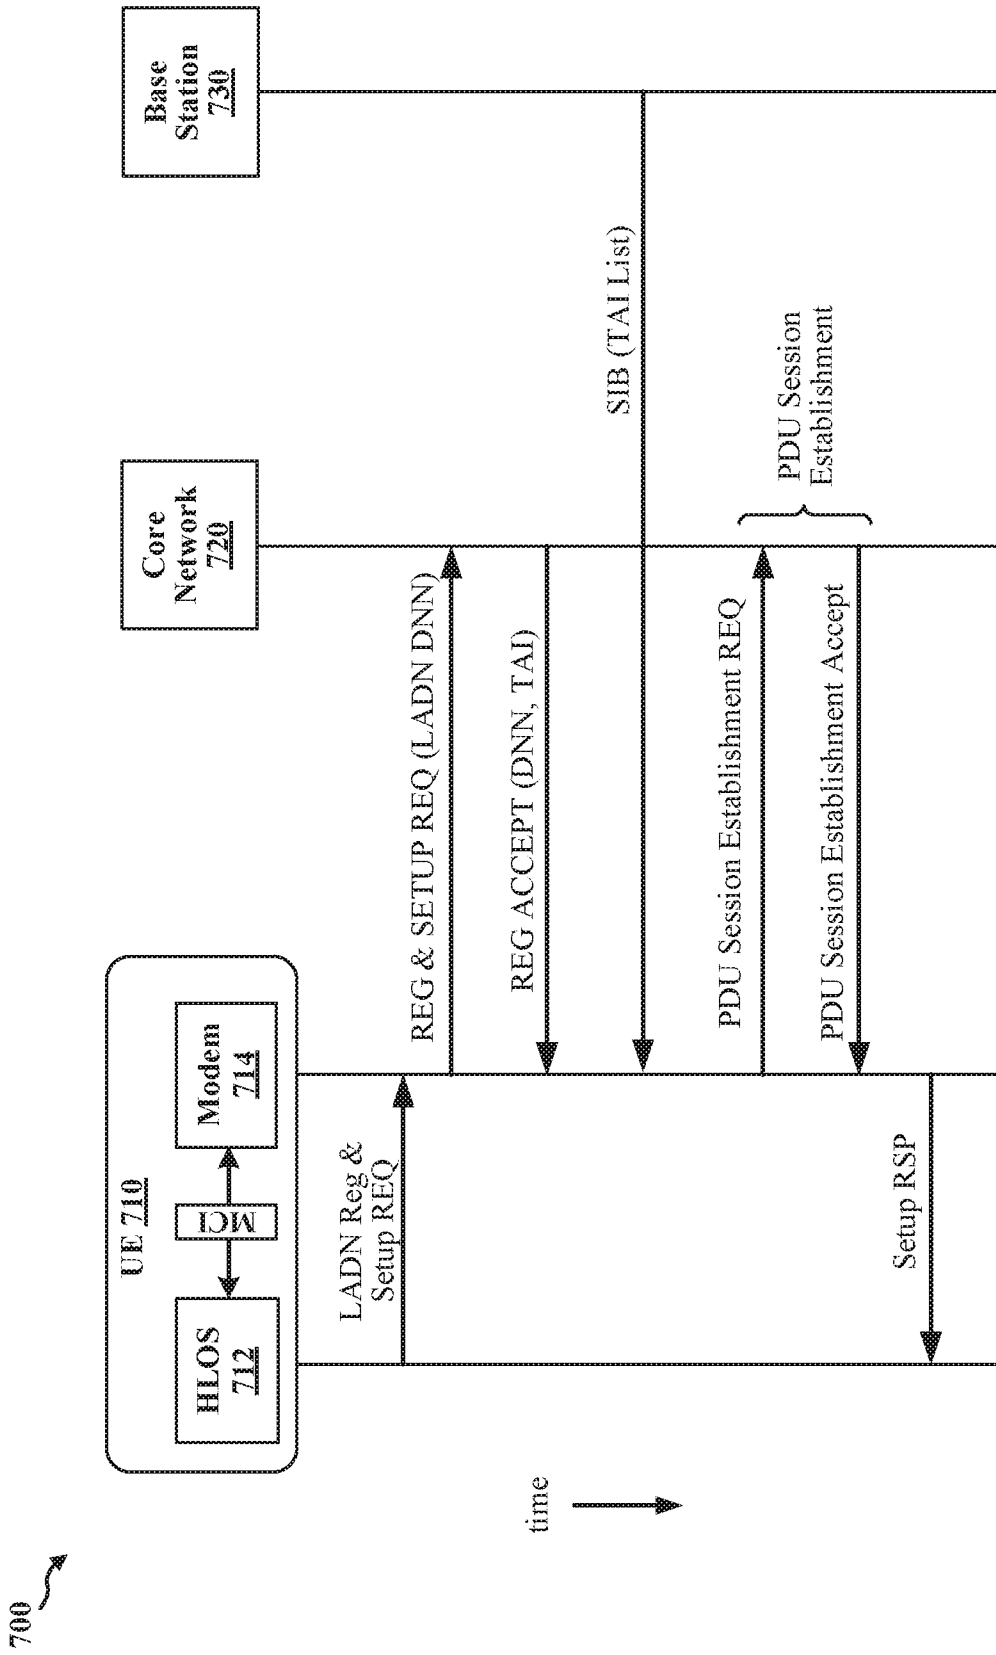 700
UE 710
HLOS
712
MCI
Modem
714
Core
Network
720
Base
Station
730
time
LADN Reg &
Setup REQ
REG & SETUP REQ (LADN DNN)
REG ACCEPT (DNN, TAI)
SIB (TAI List)
PDU Session Establishment REQ
PDU Session Establishment Accept
PDU Session
Establishment
Setup RSP